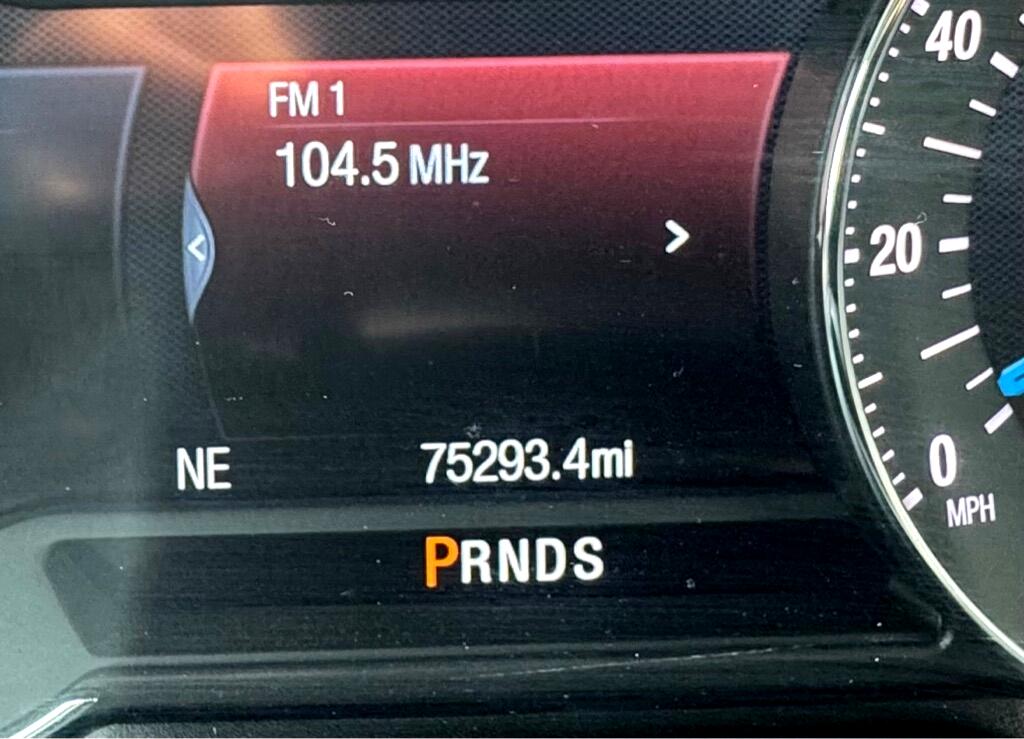 FM 1
104.5 MHz
<
>
40
20
0
MPH
NE
75293.4mi
PRNDS